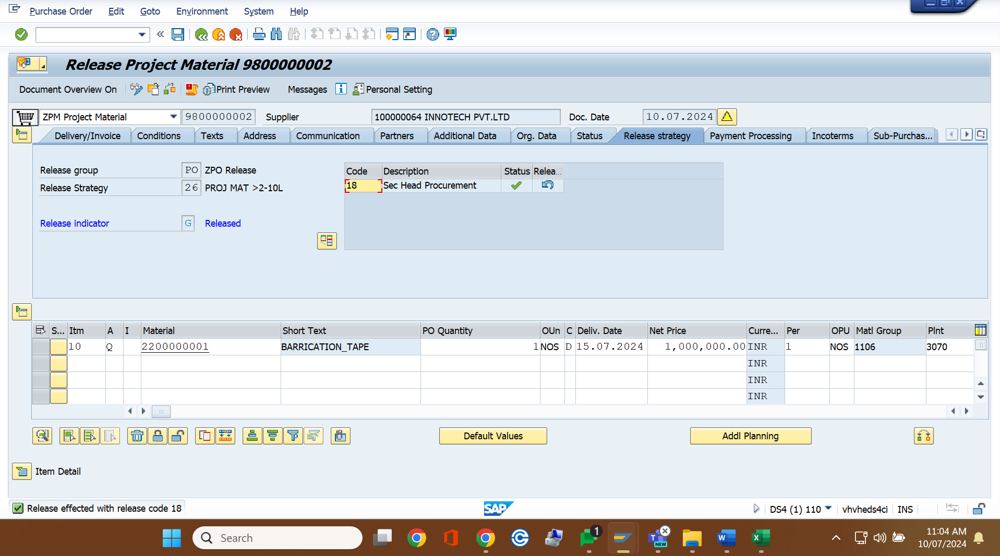 Purchase Order Edit Goto Environment System Help
Release Project Material 9800000002
Document Overview On Print Preview Messages Personal Setting
ZPM Project Material 9800000002 Supplier 100000064 INNOTECH PVT.LTD Doc. Date 10.07.2024
Delivery/Invoice Conditions Texts Address Communication Partners Additional Data Org. Data Status Release strategy Payment Processing Incoterms Sub-Purchas...
Release group PO ZPO Release
Release Strategy 26 PROJ MAT >2-10L
Release indicator G Released
Code Description Status Relea...
18 Sec Head Procurement
S... Itm A I Material Short Text PO Quantity OUn C Deliv. Date Net Price Curre... Per OPU Matl Group Plnt
10 Q 2200000001 BARRICATION_TAPE 1 NOS D 15.07.2024 1,000,000.00 INR 1 NOS 1106 3070
INR
INR
INR
Default Values Addl Planning
Item Detail
Release effected with release code 18 SAP DS4 (1) 110 vhvheds4ci INS
Search 1 T NEW W X 11:04 AM
10/07/2024